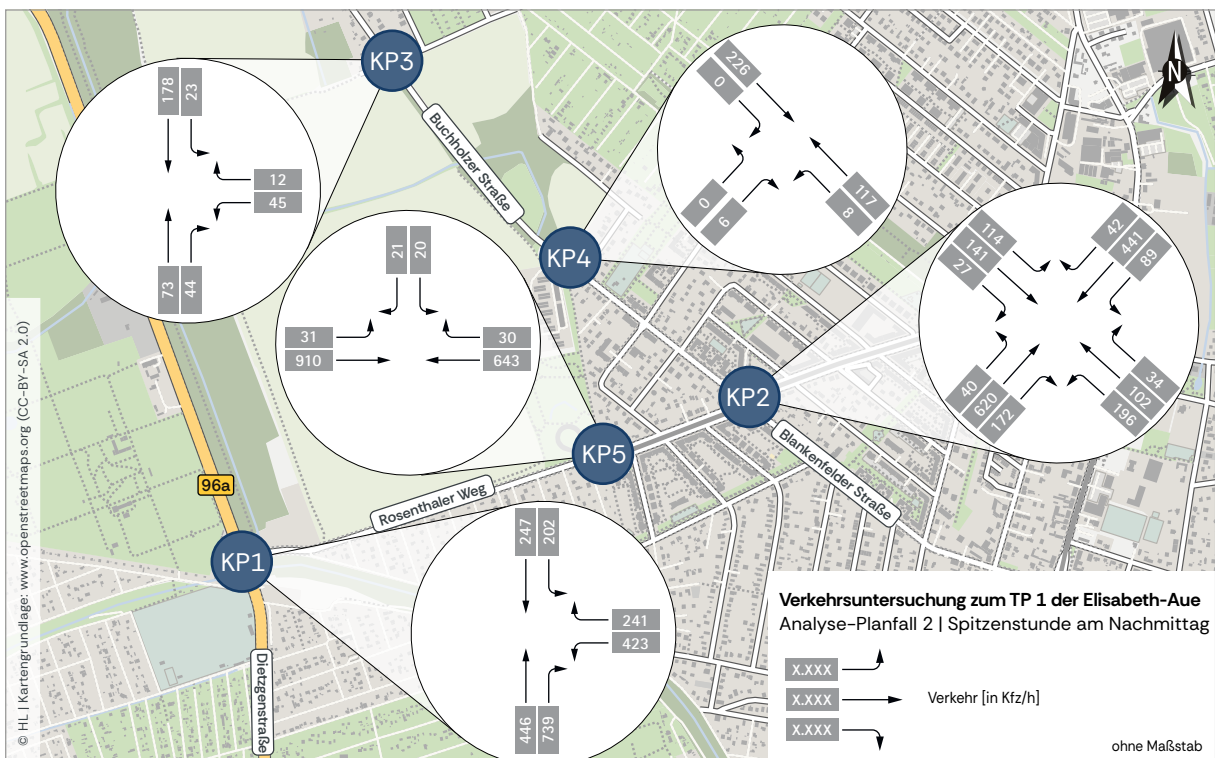 KP3
178
23
12
45
73
44
Buchholzer Straße
226
0
0
6
117
8
N
KP4
21
20
31
910
30
643
114
141
27
42
441
89
40
620
172
34
102
196
KP2
KP5
Blankenfelder Straße
Rosenthaler Weg
96a
KP1
247
202
241
423
446
739
Dietzgenstraße
© HL | Kartengrundlage: www.openstreetmaps.org (CC-BY-SA 2.0)
Verkehrsuntersuchung zum TP 1 der Elisabeth-Aue
Analyse-Planfall 2 | Spitzenstunde am Nachmittag
X.XXX
X.XXX
Verkehr [in Kfz/h]
X.XXX
ohne Maßstab